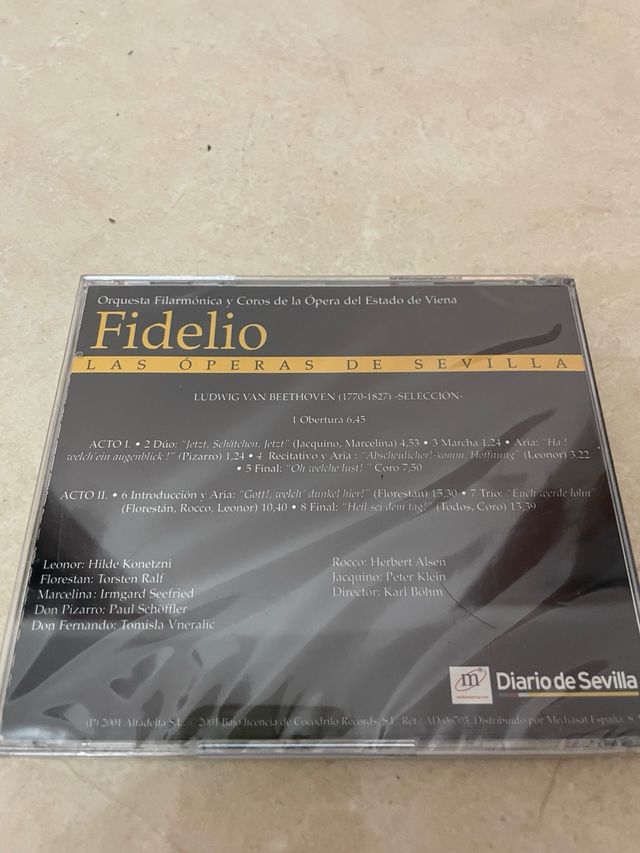 Orquesta Filarmónica y Coros de la Ópera del Estado de Viena
Fidelio
LAS ÓPERAS DE SEVILLA
LUDWIG VAN BEETHOVEN (1770-1827) -SELECCIÓN-
1 Obertura 6,45
ACTO I. • 2 Dúo: "Jetzt, Schätchen, Jetzt" (Jacquino, Marcelina) 4,53 • 3 Marcha 1,24 • Aria: "Ha !
welch'ein augenblick !" (Pizarro) 1,24 • 4 Recitativo y Aria : "Abscheulicher!-komm, Hoffnung" (Leonor) 3,22
• 5 Final: "Oh welche lust! " Coro 7,50
ACTO II. • 6 Introducción y Aria: "Gott!, welch' dunkel hier!" (Florestán) 15,30 • 7 Trio: "Euch werde lohn"
(Florestán, Rocco, Leonor) 10,40 • 8 Final: "Heil sei dem tag!" (Todos, Coro) 13,39
Leonor: Hilde Konetzni
Florestan: Torsten Ralf
Marcelina: Irmgard Seefried
Don Pizarro: Paul Schöffler
Don Fernando: Tomisla Vneralic
Rocco: Herbert Alsen
Jacquino: Peter Klein
Director: Karl Böhm
m
Diario de Sevilla
(P) 2001 Altadelta S.L. 2001 Bajo licencia de Cocodrilo Records, S.L. Ref.: AD-06703. Distribuido por Mediasat España, S.